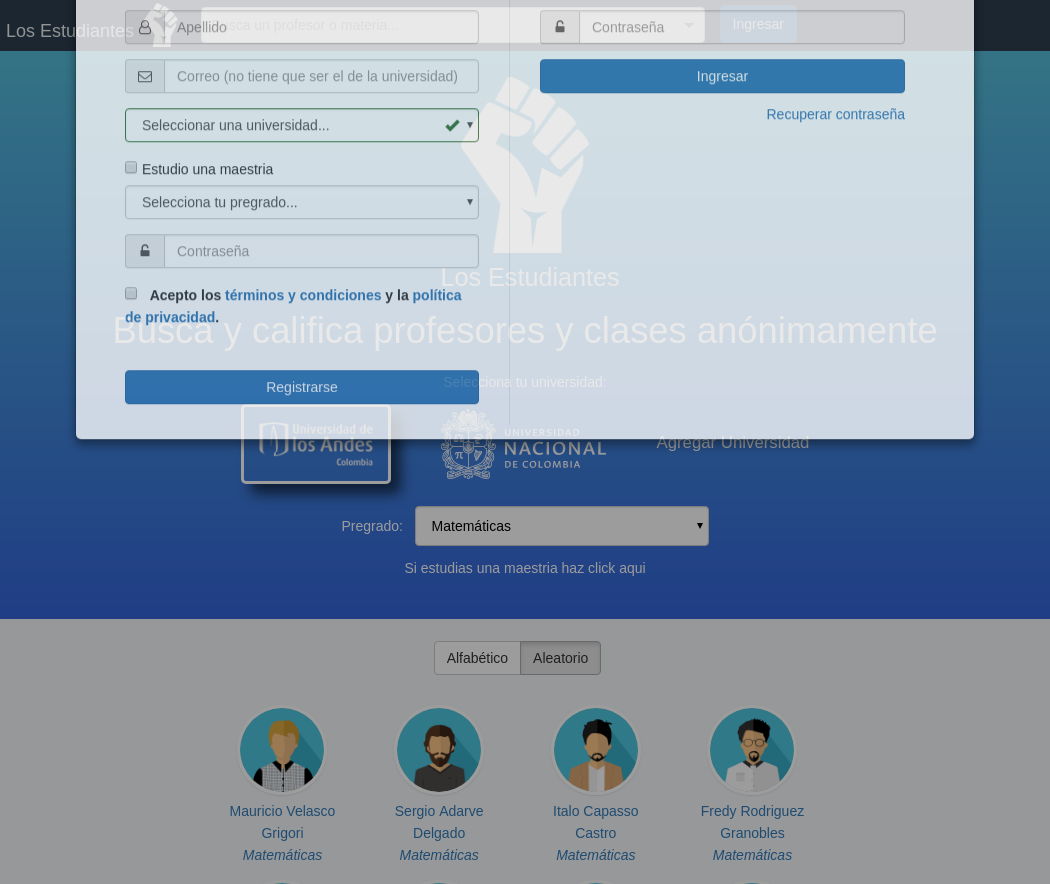 Los Estudiantes
Busca un profesor o materia...
Ingresar
Apellido
Contraseña
Correo (no tiene que ser el de la universidad)
Ingresar
Seleccionar una universidad...
Recuperar contraseña
Estudio una maestria
Selecciona tu pregrado...
Contraseña
Acepto los términos y condiciones y la política
de privacidad.
Registrarse
Los Estudiantes
Busca y califica profesores y clases anónimamente
Selecciona tu universidad:
Universidad de
los Andes
Colombia
UNIVERSIDAD
NACIONAL
DE COLOMBIA
Agregar Universidad
Pregrado:
Matemáticas
Si estudias una maestria haz click aqui
Alfabético
Aleatorio
Mauricio Velasco
Grigori
Matemáticas
Sergio Adarve
Delgado
Matemáticas
Italo Capasso
Castro
Matemáticas
Fredy Rodriguez
Granobles
Matemáticas